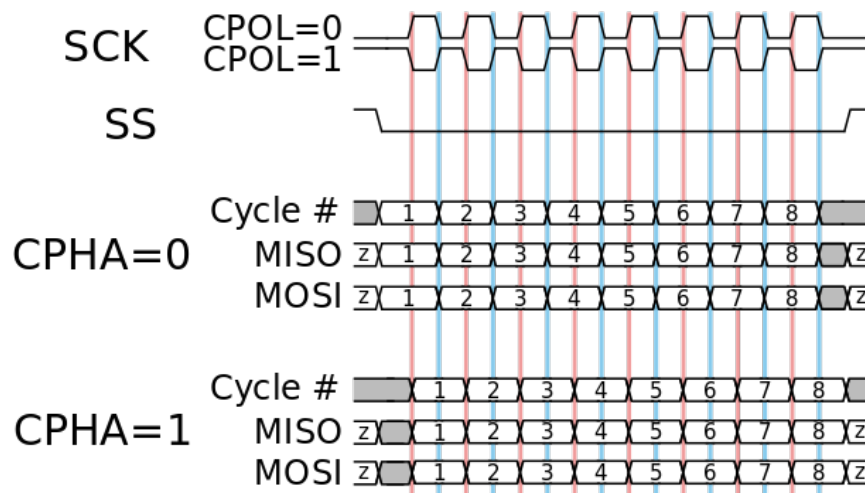 SCK CPOL=0
CPOL=1
SS
Cycle # 1 2 3 4 5 6 7 8
CPHA=0 MISO z 1 2 3 4 5 6 7 8 z
MOSI z 1 2 3 4 5 6 7 8 z
Cycle # 1 2 3 4 5 6 7 8
CPHA=1 MISO z 1 2 3 4 5 6 7 8 z
MOSI z 1 2 3 4 5 6 7 8 z